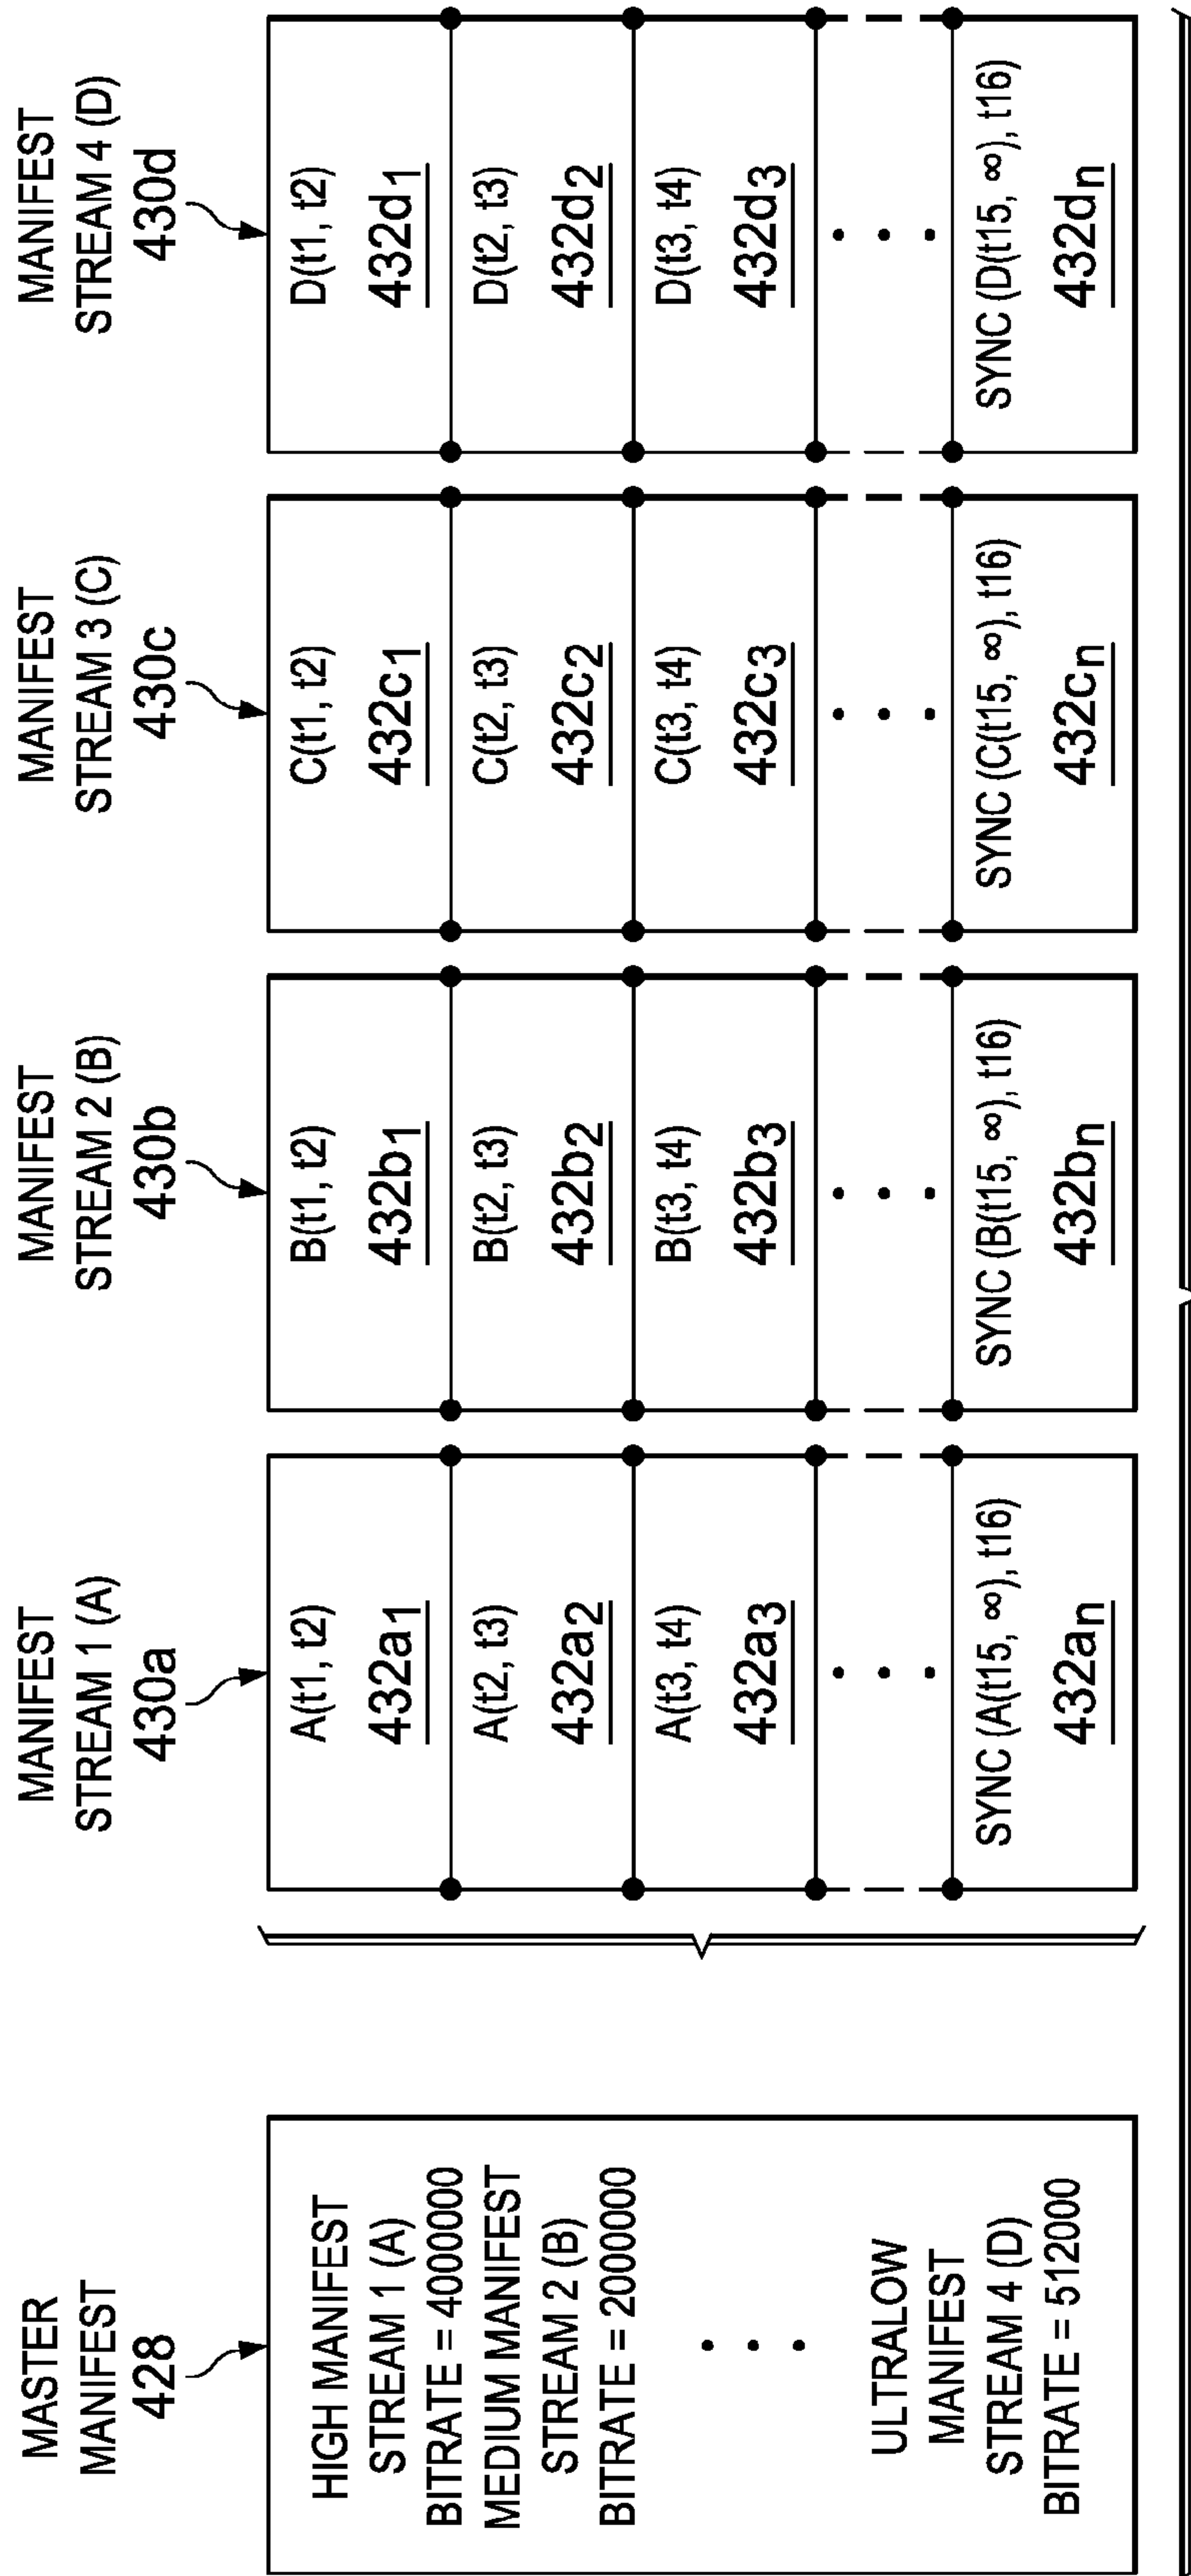 MASTER
MANIFEST
428
HIGH MANIFEST
STREAM 1 (A)
BITRATE = 4000000
MEDIUM MANIFEST
STREAM 2 (B)
BITRATE = 2000000
ULTRALOW
MANIFEST
STREAM 4 (D)
BITRATE = 512000
MANIFEST
STREAM 1 (A)
430a
A(t1, t2)
432a1
A(t2, t3)
432a2
A(t3, t4)
432a3
SYNC (A(t15, ∞), t16)
432an
MANIFEST
STREAM 2 (B)
430b
B(t1, t2)
432b1
B(t2, t3)
432b2
B(t3, t4)
432b3
SYNC (B(t15, ∞), t16)
432bn
MANIFEST
STREAM 3 (C)
430c
C(t1, t2)
432c1
C(t2, t3)
432c2
C(t3, t4)
432c3
SYNC (C(t15, ∞), t16)
432cn
MANIFEST
STREAM 4 (D)
430d
D(t1, t2)
432d1
D(t2, t3)
432d2
D(t3, t4)
432d3
SYNC (D(t15, ∞), t16)
432dn